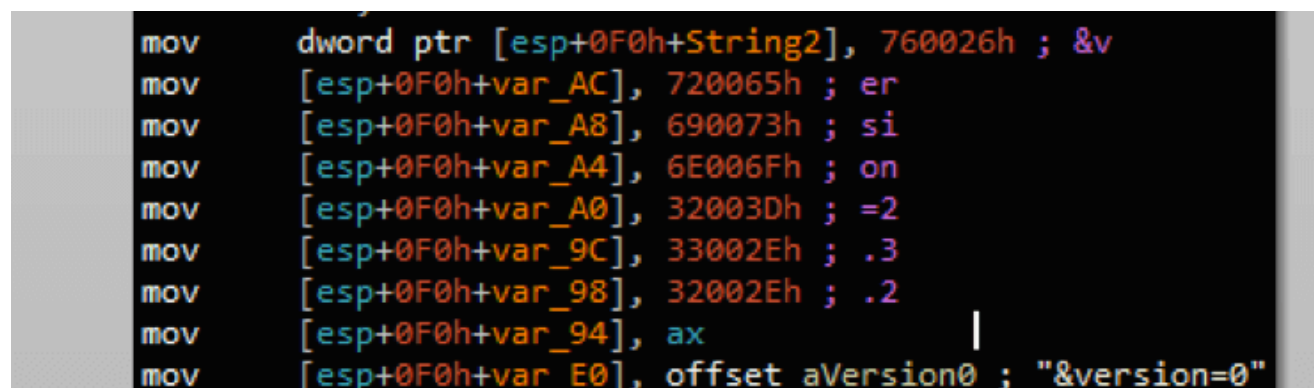 mov dword ptr [esp+0F0h+String2], 760026h ; &v
mov [esp+0F0h+var_AC], 720065h ; er
mov [esp+0F0h+var_A8], 690073h ; si
mov [esp+0F0h+var_A4], 6E006Fh ; on
mov [esp+0F0h+var_A0], 32003Dh ; =2
mov [esp+0F0h+var_9C], 33002Eh ; .3
mov [esp+0F0h+var_98], 32002Eh ; .2
mov [esp+0F0h+var_94], ax
mov [esp+0F0h+var_E0], offset aVersion0 ; "&version=0"